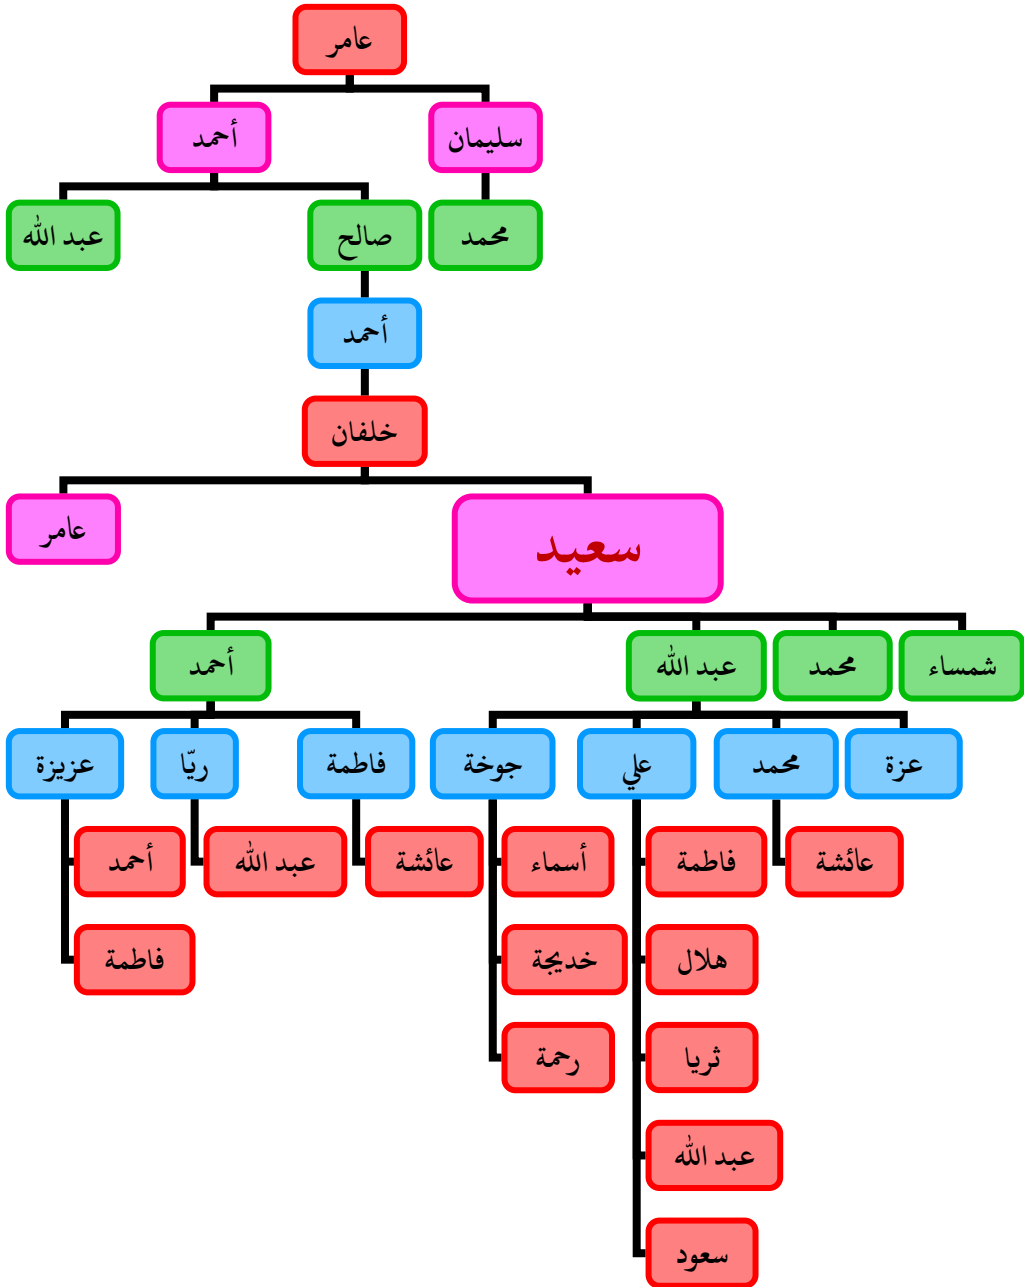 عامر
سليمان
أحمد
محمد
صالح
عبد الله
أحمد
خلفان
سعيد
عامر
شمساء
محمد
عبد الله
أحمد
عزة
محمد
علي
جوخة
فاطمة
ريّا
عزيزة
عائشة
فاطمة
أسماء
عائشة
عبد الله
أحمد
هلال
خديجة
فاطمة
ثريا
رحمة
عبد الله
سعود